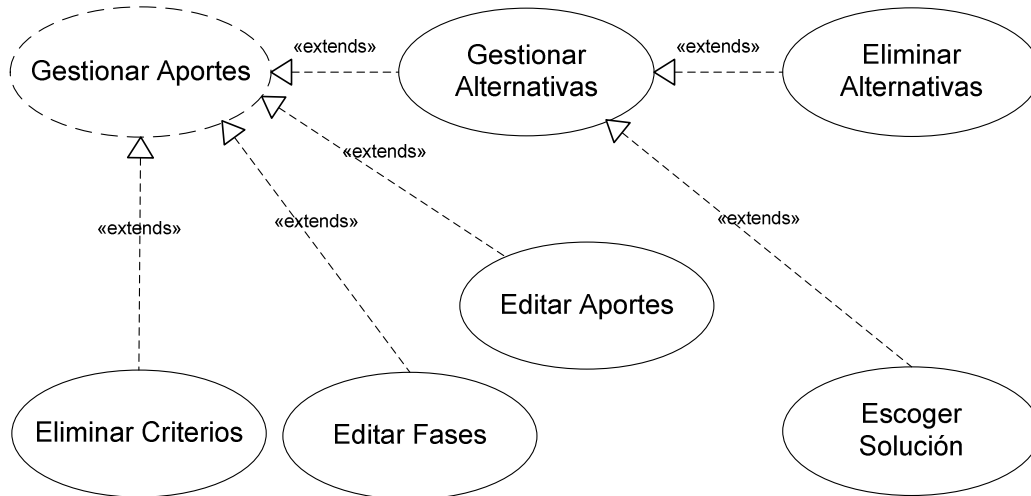 Gestionar Aportes
«extends»
Gestionar
Alternativas
«extends»
Eliminar
Alternativas
«extends»
«extends»
«extends»
«extends»
Editar Aportes
Eliminar Criterios
Editar Fases
Escoger
Solución